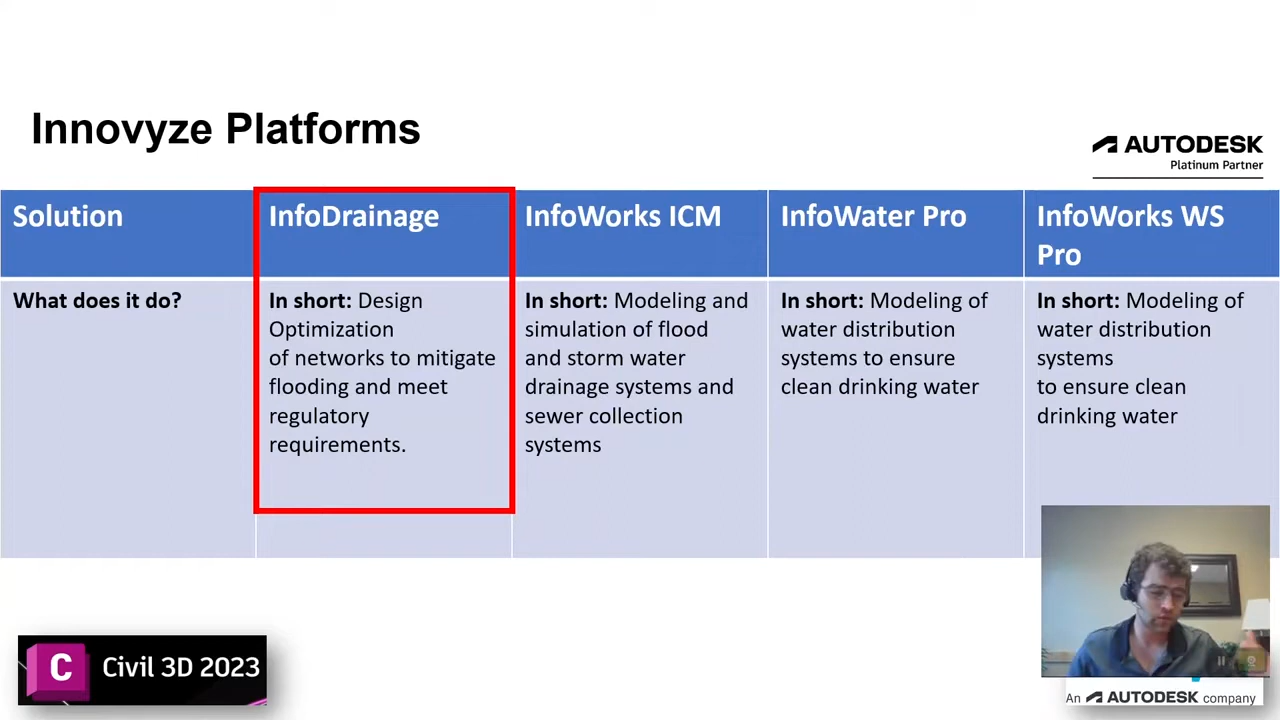 Innovyze Platforms
AUTODESK
Platinum Partner
Solution
InfoDrainage
InfoWorks ICM
InfoWater Pro
InfoWorks WS
Pro
What does it do?
In short: Design
Optimization
of networks to mitigate
flooding and meet
regulatory
requirements.
In short: Modeling and
simulation of flood
and storm water
drainage systems and
sewer collection
systems
In short: Modeling of
water distribution
systems to ensure
clean drinking water
In short: Modeling of
water distribution
systems
to ensure clean
drinking water
C
Civil 3D 2023
An AUTODESK company